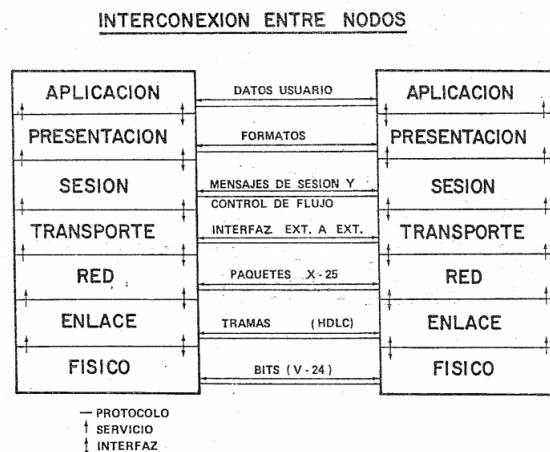 INTERCONEXION ENTRE NODOS
APLICACION
DATOS USUARIO
APLICACION
PRESENTACION
FORMATOS
PRESENTACION
SESION
MENSAJES DE SESION Y
CONTROL DE FLUJO
SESION
TRANSPORTE
INTERFAZ EXT. A EXT.
TRANSPORTE
RED
PAQUETES X-25
RED
ENLACE
TRAMAS (HDLC)
ENLACE
FISICO
BITS (V-24)
FISICO
— PROTOCOLO
↑ SERVICIO
↕ INTERFAZ